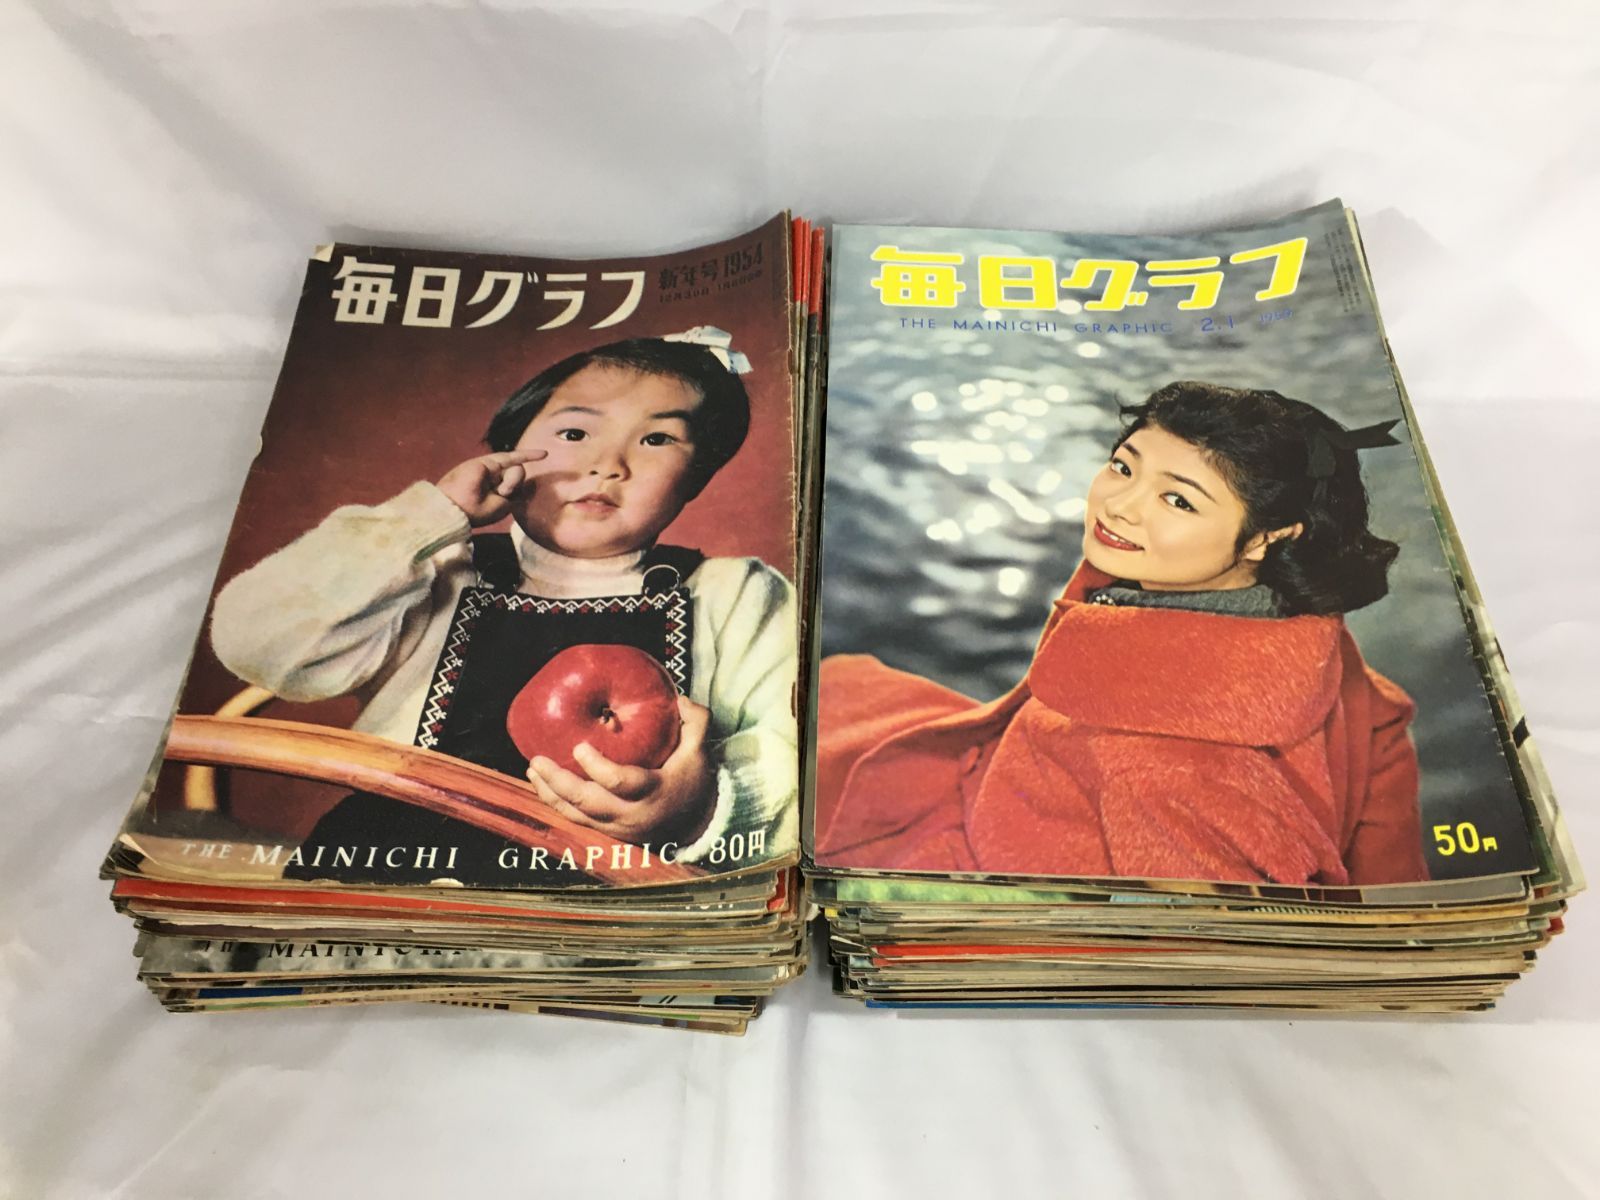 毎日グラフ
新年号1954
THE MAINICHI GRAPHIC
80円
MAINICHI
毎日グラフ
THE MAINICHI GRAPHIC 2.1
50円